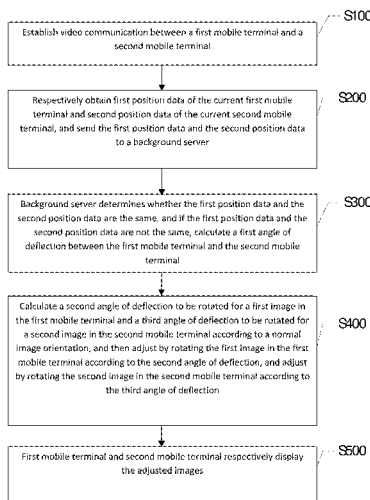 S100
Establish video communication between a first mobile terminal and a
second mobile terminal
S200
Respectively obtain first position data of the current first mobile
terminal and second position data of the current second mobile
terminal, and send the first position data and the second position data
to a background server
S300
Background server determines whether the first position data and the
second position data are the same, and if the first position data and the
second position data are not the same, calculate a first angle of
deflection between the first mobile terminal and the second mobile
terminal
S400
Calculate a second angle of deflection to be rotated for a first image in
the first mobile terminal and a third angle of deflection to be rotated for
a second image in the second mobile terminal according to a normal
image orientation, and then adjust by rotating the first image in the first
mobile terminal according to the second angle of deflection, and adjust
by rotating the second image in the second mobile terminal according to
the third angle of deflection
S500
First mobile terminal and second mobile terminal respectively display
the adjusted images